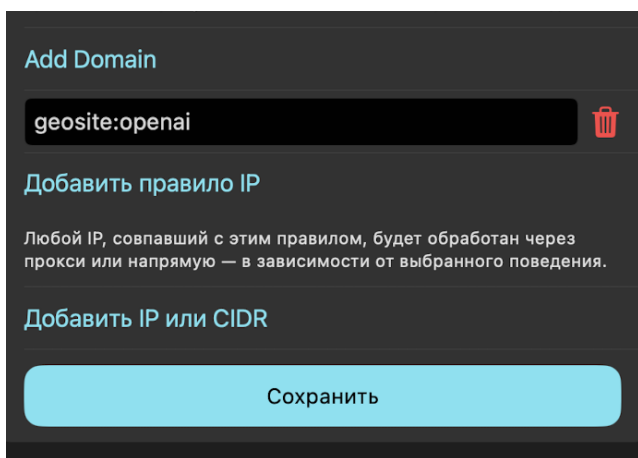 Add Domain
geosite:openai
Добавить правило IP
Любой IP, совпавший с этим правилом, будет обработан через
прокси или напрямую — в зависимости от выбранного поведения.
Добавить IP или CIDR
Сохранить